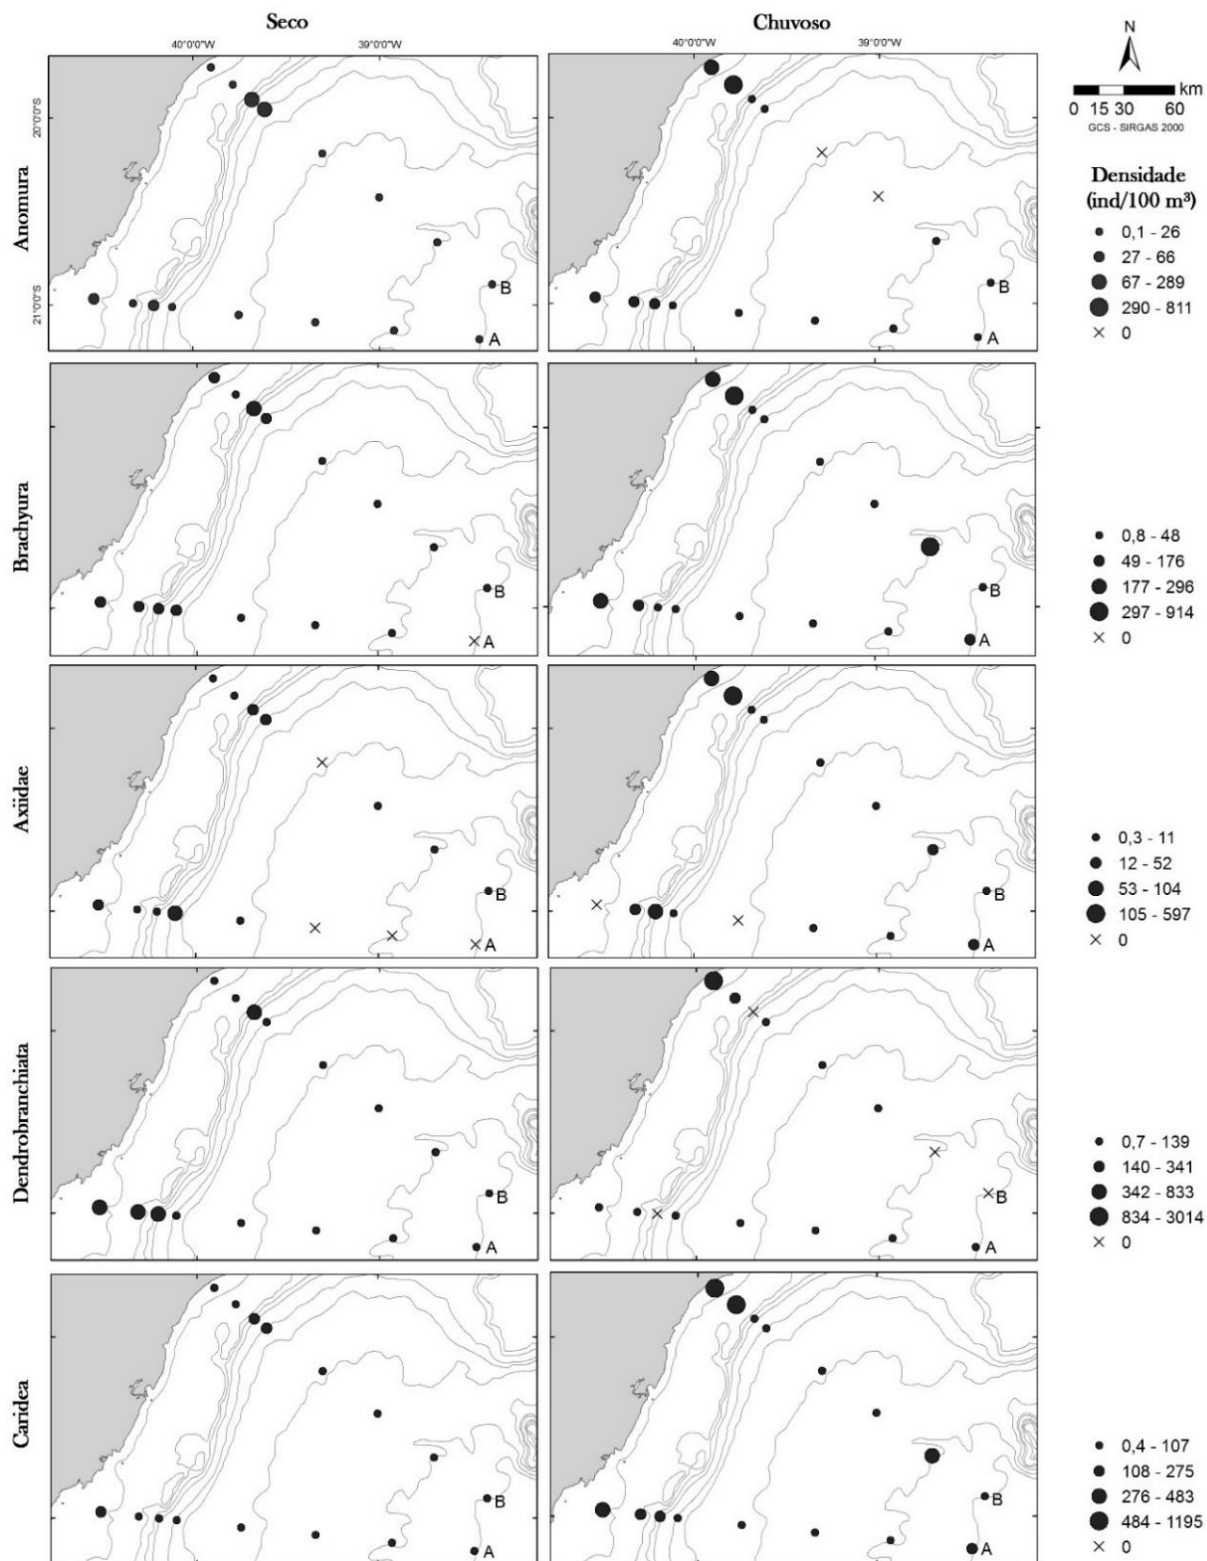 Seco
Chuvoso
40°0'0"W
39°0'0"W
40°0'0"W
39°0'0"W
N
km
0 15 30 60
GCS - SIRGAS 2000
20°0'0"S
21°0'0"S
Anomura
B
A
B
A
Densidade
(ind/100 m³)
0,1 - 26
27 - 66
67 - 289
290 - 811
0
Brachyura
B
A
B
A
0,8 - 48
49 - 176
177 - 296
297 - 914
0
Axiidae
B
A
B
A
0,3 - 11
12 - 52
53 - 104
105 - 597
0
Dendrobranchiata
B
A
B
A
0,7 - 139
140 - 341
342 - 833
834 - 3014
0
Caridea
B
A
B
A
0,4 - 107
108 - 275
276 - 483
484 - 1195
0